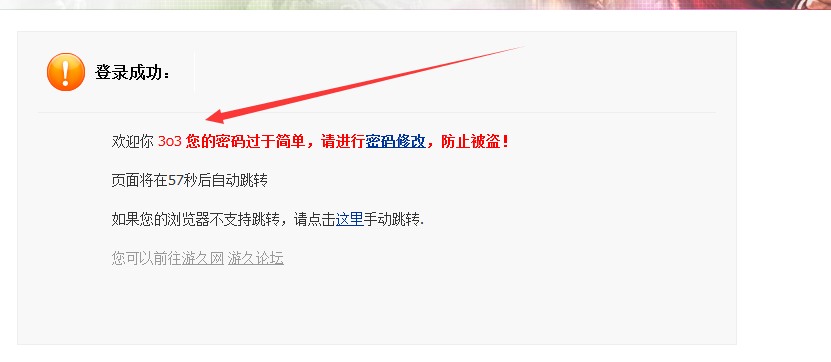 登录成功：
欢迎你 3o3 您的密码过于简单，请进行密码修改，防止被盗！
页面将在57秒后自动跳转
如果您的浏览器不支持跳转，请点击这里手动跳转.
您可以前往游久网 游久论坛